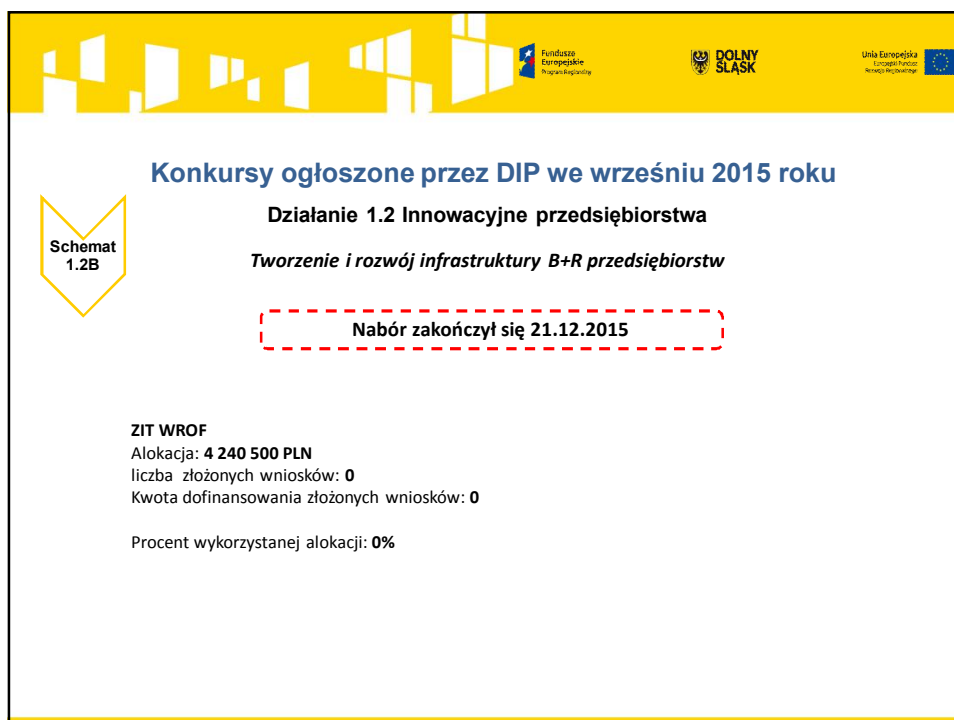 Fundusze
Europejskie
Program Regionalny
DOLNY
ŚLĄSK
Unia Europejska
Europejski Fundusz
Rozwoju Regionalnego
Konkursy ogłoszone przez DIP we wrześniu 2015 roku
Działanie 1.2 Innowacyjne przedsiębiorstwa
Schemat
1.2B
Tworzenie i rozwój infrastruktury B+R przedsiębiorstw
Nabór zakończył się 21.12.2015
ZIT WROF
Alokacja: 4 240 500 PLN
liczba złożonych wniosków: 0
Kwota dofinansowania złożonych wniosków: 0
Procent wykorzystanej alokacji: 0%